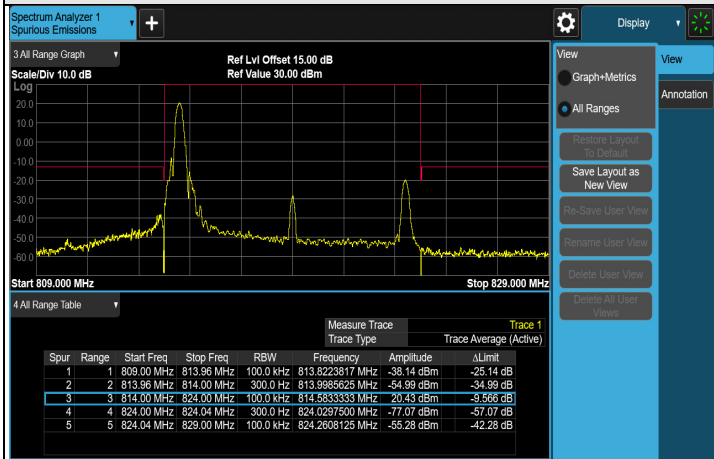 Spectrum Analyzer 1
Spurious Emissions
+
Display
3 All Range Graph
Ref Lvl Offset 15.00 dB
Scale/Div 10.0 dB
Ref Value 30.00 dBm
Log
20.0
10.0
0.00
-10.0
-20.0
-30.0
-40.0
-50.0
-60.0
Start 809.000 MHz
Stop 829.000 MHz
4 All Range Table
Measure Trace Trace 1
Trace Type Trace Average (Active)
Spur Range Start Freq Stop Freq RBW Frequency Amplitude ΔLimit
1 1 809.00 MHz 813.96 MHz 100.0 kHz 813.8223817 MHz -38.14 dBm -25.14 dB
2 2 813.96 MHz 814.00 MHz 300.0 Hz 813.9985625 MHz -54.99 dBm -34.99 dB
3 3 814.00 MHz 824.00 MHz 100.0 kHz 814.5833333 MHz 20.43 dBm -9.566 dB
4 4 824.00 MHz 824.04 MHz 300.0 Hz 824.0297500 MHz -77.07 dBm -57.07 dB
5 5 824.04 MHz 829.00 MHz 100.0 kHz 824.2608125 MHz -55.28 dBm -42.28 dB
View
Graph+Metrics
All Ranges
Restore Layout
To Default
Save Layout as
New View
Re-Save User View
Rename User View
Delete User View
Delete All User
Views
View
Annotation